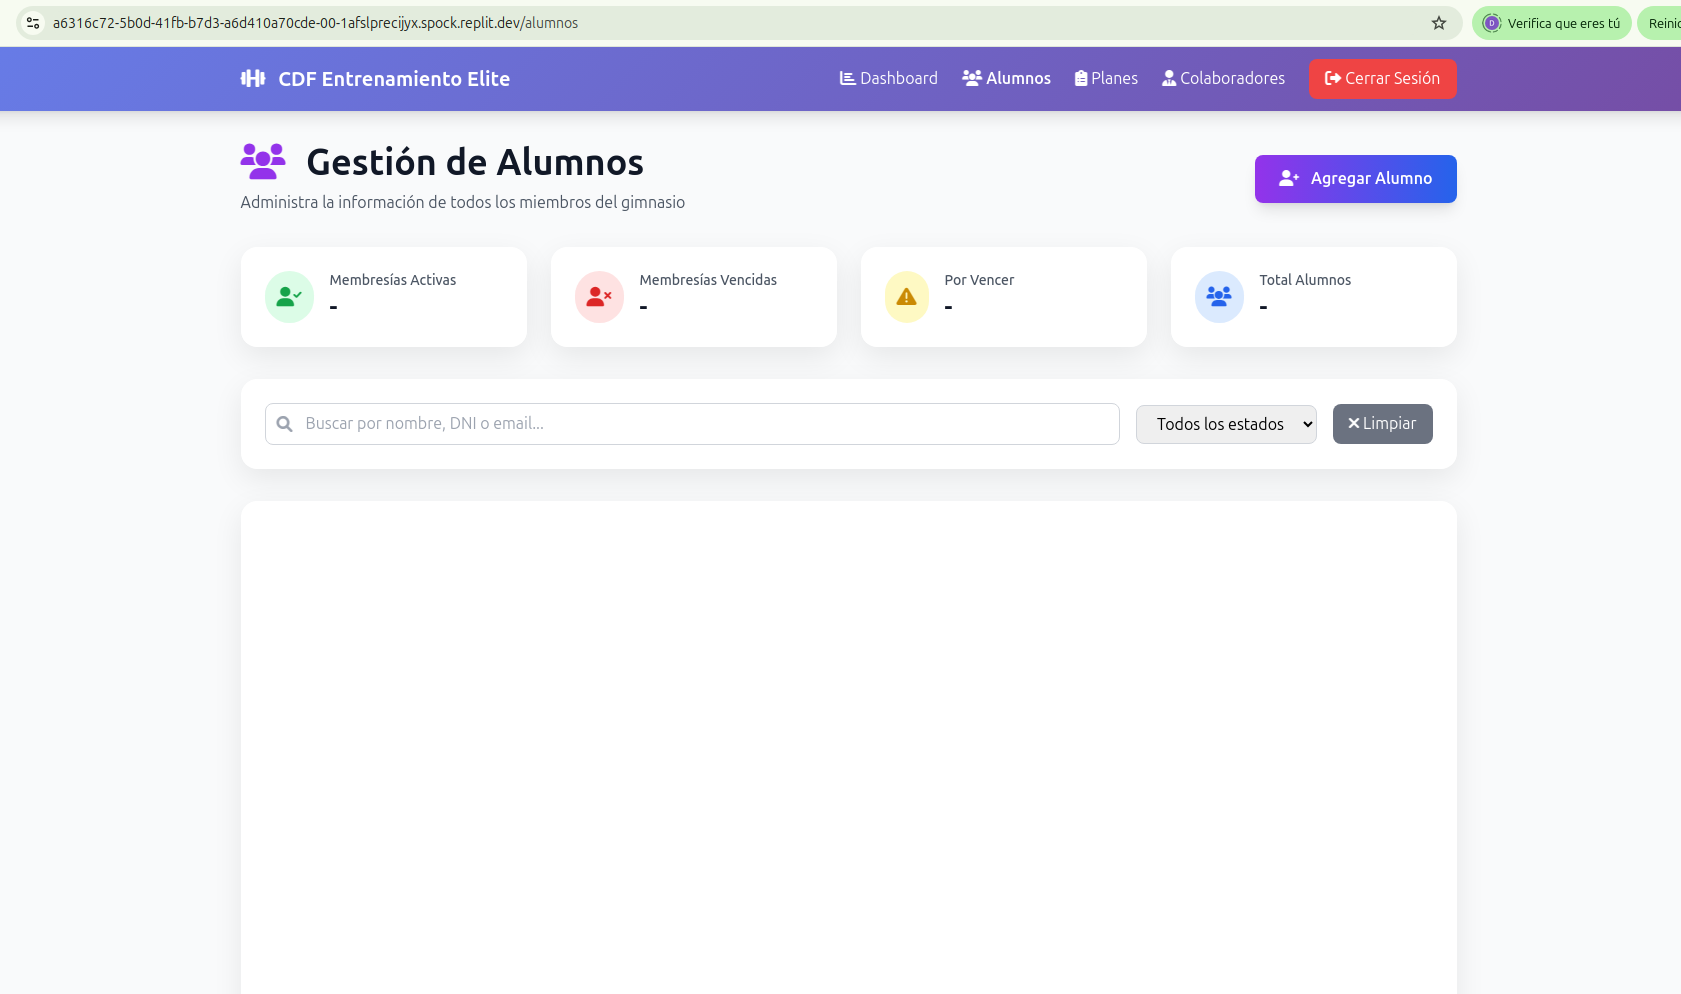 a6316c72-5b0d-41fb-b7d3-a6d410a70cde-00-1afslprecijyx.spock.replit.dev/alumnos
D
Verifica que eres tú
CDF Entrenamiento Elite
Dashboard
Alumnos
Planes
Colaboradores
Cerrar Sesión
Gestión de Alumnos
Administra la información de todos los miembros del gimnasio
Agregar Alumno
Membresías Activas
-
Membresías Vencidas
-
Por Vencer
-
Total Alumnos
-
Buscar por nombre, DNI o email...
Todos los estados
Limpiar